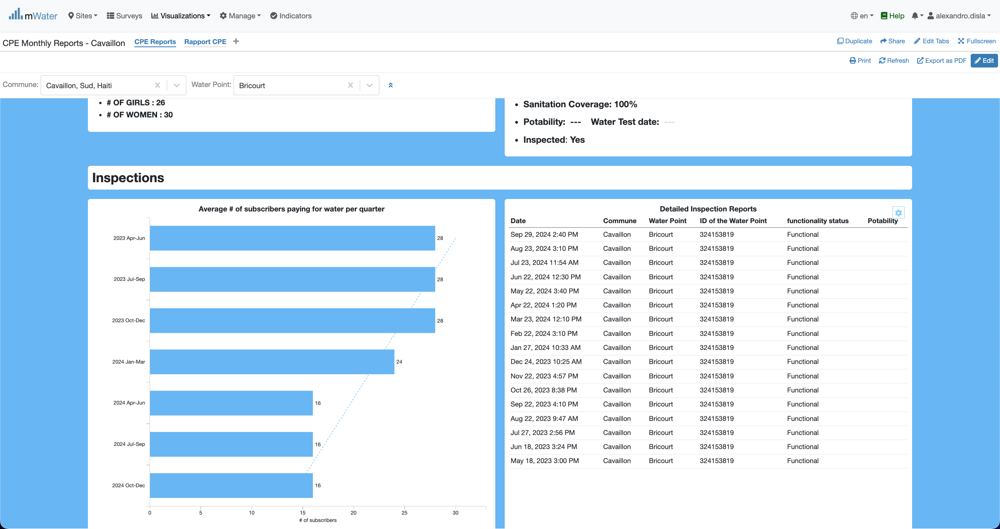 mWater Sites Surveys Visualizations Manage Indicators en Help alexandro.disla
CPE Monthly Reports - Cavaillon CPE Reports Rapport CPE + Duplicate Share Edit Tabs Fullscreen
Print Refresh Export as PDF Edit
Commune: Cavaillon, Sud, Haiti Water Point: Bricourt
• # OF GIRLS : 26
• # OF WOMEN : 30
• Sanitation Coverage: 100%
• Potability: --- Water Test date: ---
• Inspected: Yes
Inspections
Average # of subscribers paying for water per quarter
2023 Apr-Jun 28
2023 Jul-Sep 28
2023 Oct-Dec 28
2024 Jan-Mar 24
2024 Apr-Jun 16
2024 Jul-Sep 16
2024 Oct-Dec 16
0 5 10 15 20 25 30
# of subscribers
Detailed Inspection Reports
Date Commune Water Point ID of the Water Point functionality status Potability
Sep 29, 2024 2:40 PM Cavaillon Bricourt 324153819 Functional
Aug 23, 2024 3:10 PM Cavaillon Bricourt 324153819 Functional
Jul 23, 2024 11:54 AM Cavaillon Bricourt 324153819 Functional
Jun 22, 2024 12:30 PM Cavaillon Bricourt 324153819 Functional
May 22, 2024 3:40 PM Cavaillon Bricourt 324153819 Functional
Apr 22, 2024 1:20 PM Cavaillon Bricourt 324153819 Functional
Mar 23, 2024 12:10 PM Cavaillon Bricourt 324153819 Functional
Feb 22, 2024 3:10 PM Cavaillon Bricourt 324153819 Functional
Jan 27, 2024 10:33 AM Cavaillon Bricourt 324153819 Functional
Dec 24, 2023 10:25 AM Cavaillon Bricourt 324153819 Functional
Nov 22, 2023 4:57 PM Cavaillon Bricourt 324153819 Functional
Oct 26, 2023 8:38 PM Cavaillon Bricourt 324153819 Functional
Sep 22, 2023 4:10 PM Cavaillon Bricourt 324153819 Functional
Aug 22, 2023 9:47 AM Cavaillon Bricourt 324153819 Functional
Jul 27, 2023 2:56 PM Cavaillon Bricourt 324153819 Functional
Jun 18, 2023 3:24 PM Cavaillon Bricourt 324153819 Functional
May 18, 2023 3:00 PM Cavaillon Bricourt 324153819 Functional